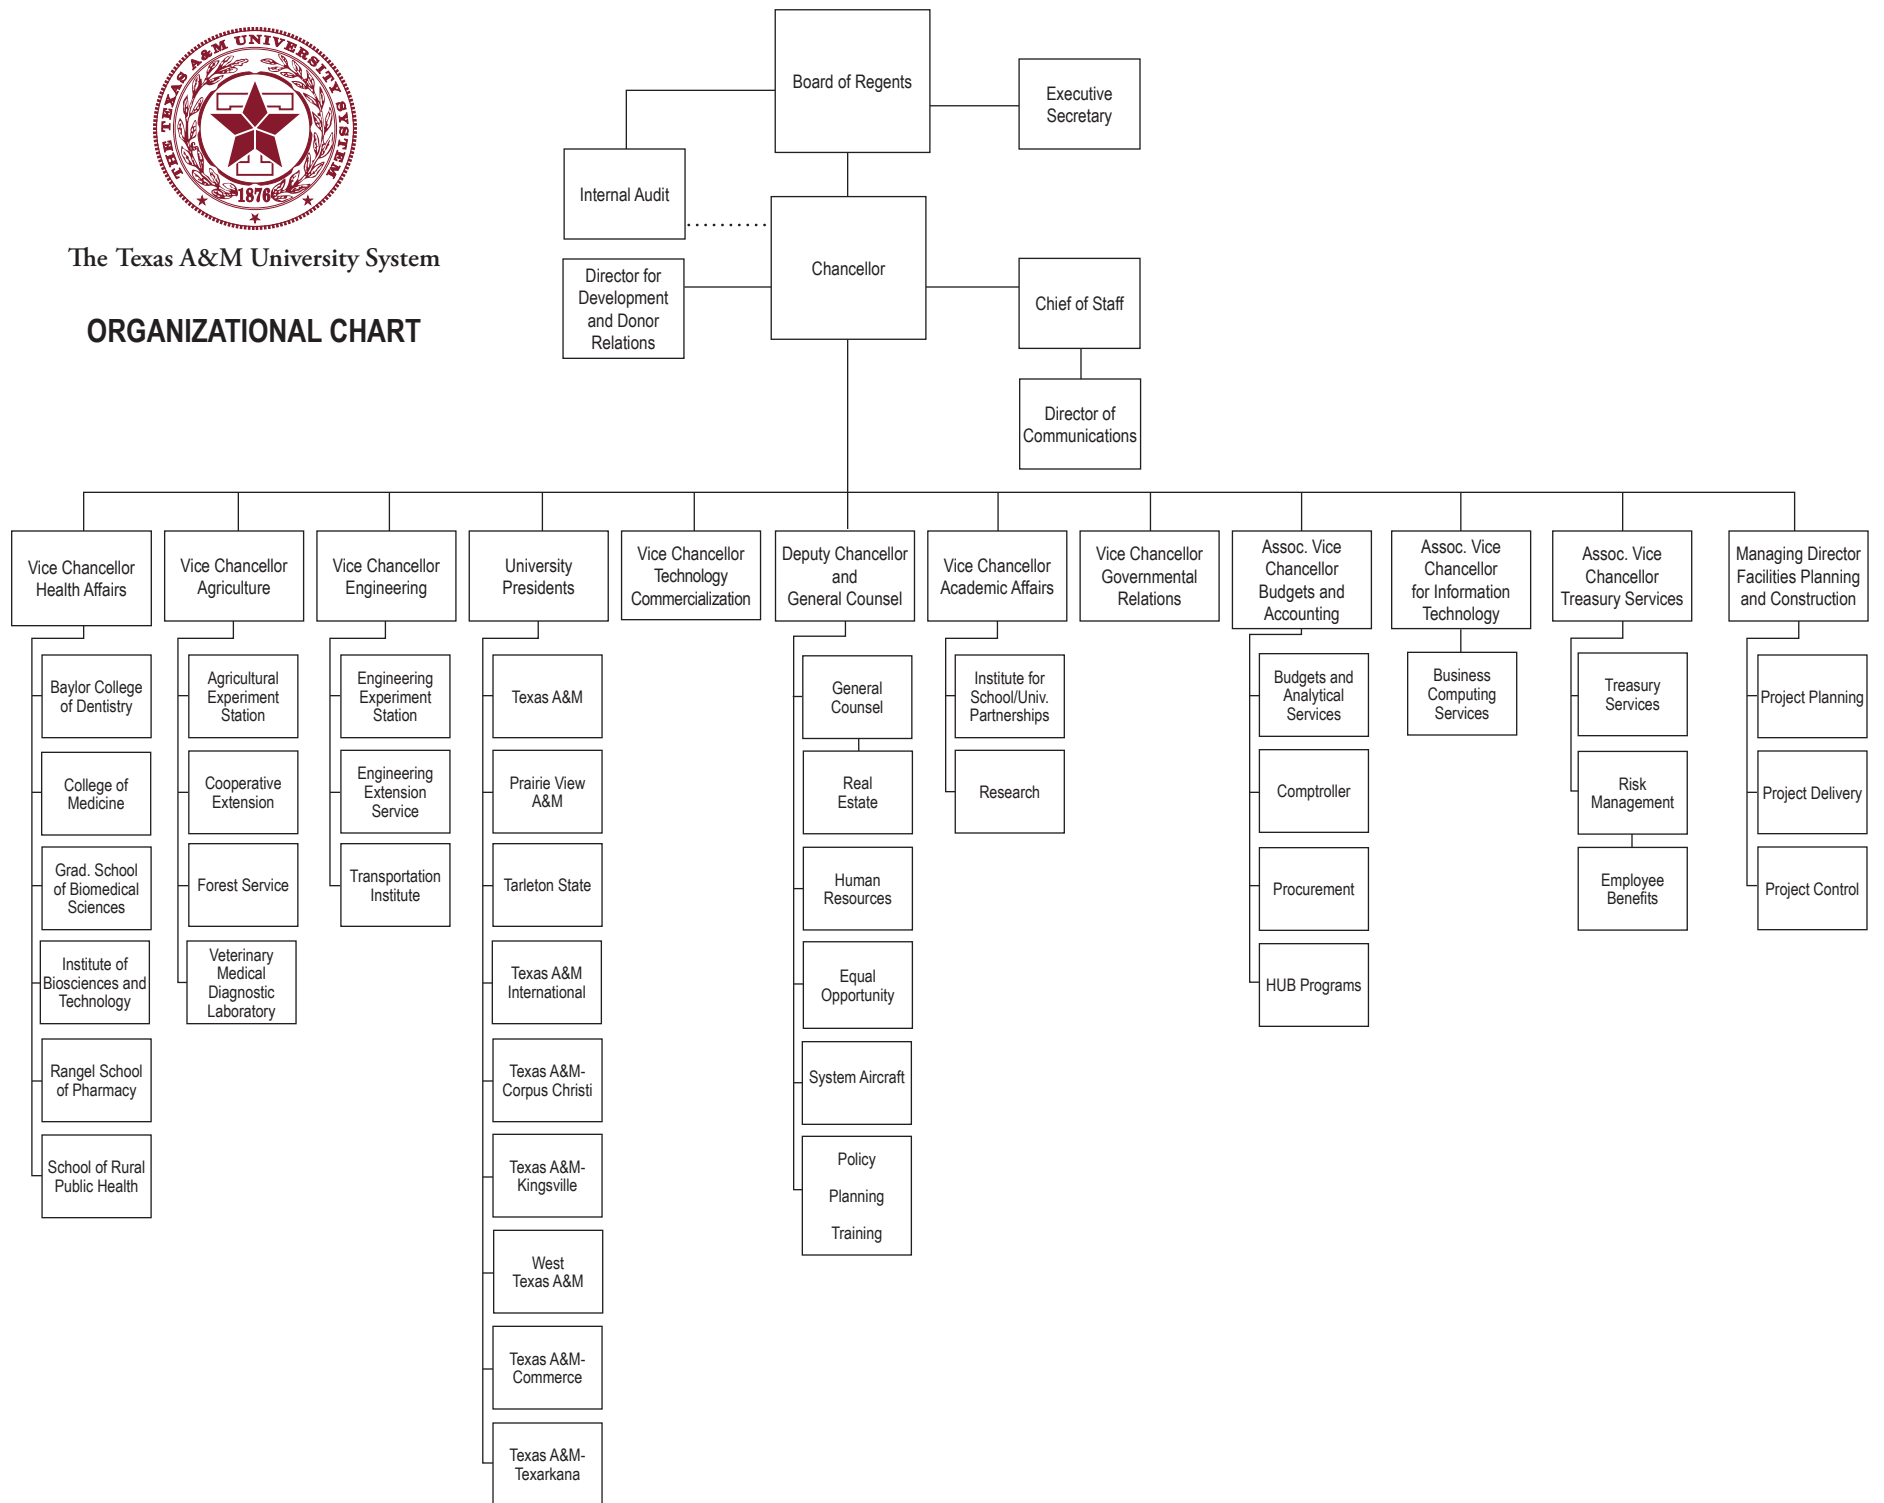 THE TEXAS A&M UNIVERSITY SYSTEM
1876
The Texas A&M University System
ORGANIZATIONAL CHART
Board of Regents
Executive
Secretary
Internal Audit
Chancellor
Director for
Development
and Donor
Relations
Chief of Staff
Director of
Communications
Vice Chancellor
Health Affairs
Vice Chancellor
Agriculture
Vice Chancellor
Engineering
University
Presidents
Vice Chancellor
Technology
Commercialization
Deputy Chancellor
and
General Counsel
Vice Chancellor
Academic Affairs
Vice Chancellor
Governmental
Relations
Assoc. Vice
Chancellor
Budgets and
Accounting
Assoc. Vice
Chancellor
for Information
Technology
Assoc. Vice
Chancellor
Treasury Services
Managing Director
Facilities Planning
and Construction
Baylor College
of Dentistry
College of
Medicine
Grad. School
of Biomedical
Sciences
Institute of
Biosciences and
Technology
Rangel School
of Pharmacy
School of Rural
Public Health
Agricultural
Experiment
Station
Cooperative
Extension
Forest Service
Veterinary
Medical
Diagnostic
Laboratory
Engineering
Experiment
Station
Engineering
Extension
Service
Transportation
Institute
Texas A&M
Prairie View
A&M
Tarleton State
Texas A&M
International
Texas A&M-
Corpus Christi
Texas A&M-
Kingsville
West
Texas A&M
Texas A&M-
Commerce
Texas A&M-
Texarkana
General
Counsel
Real
Estate
Human
Resources
Equal
Opportunity
System Aircraft
Policy
Planning
Training
Institute for
School/Univ.
Partnerships
Research
Budgets and
Analytical
Services
Comptroller
Procurement
HUB Programs
Business
Computing
Services
Treasury
Services
Risk
Management
Employee
Benefits
Project Planning
Project Delivery
Project Control